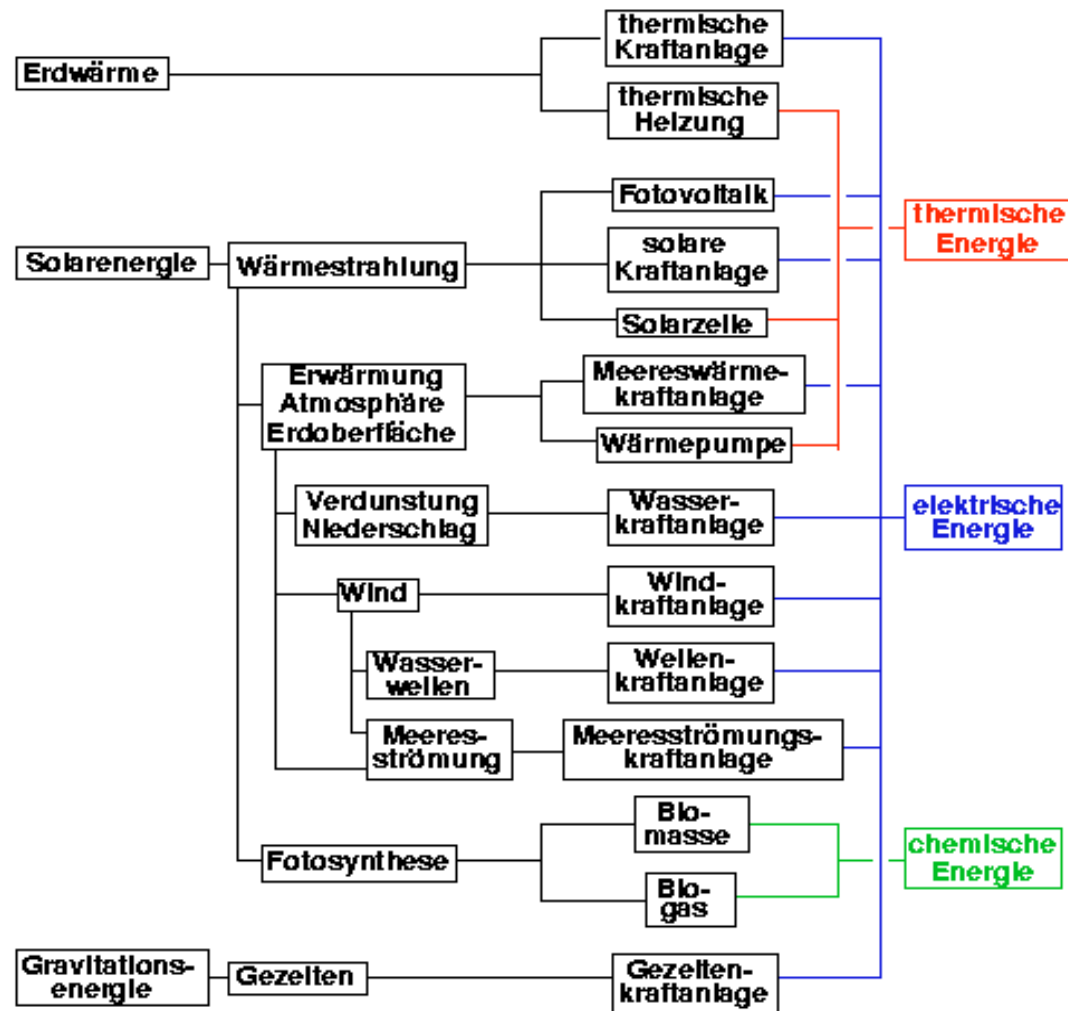 thermische
Kraftanlage
Erdwärme
thermische
Heizung
Fotovoltaik
thermische
Energie
solare
Kraftanlage
Solarenergie
Wärmestrahlung
Solarzelle
Erwärmung
Atmosphäre
Erdoberfläche
Meereswärme-
kraftanlage
Wärmepumpe
Verdunstung
Niederschlag
Wasser-
kraftanlage
elektrische
Energie
Wind
Wind-
kraftanlage
Wasser-
wellen
Wellen-
kraftanlage
Meeres-
strömung
Meeresströmungs-
kraftanlage
Bio-
masse
chemische
Energie
Fotosynthese
Bio-
gas
Gravitations-
energie
Gezeiten
Gezeiten-
kraftanlage